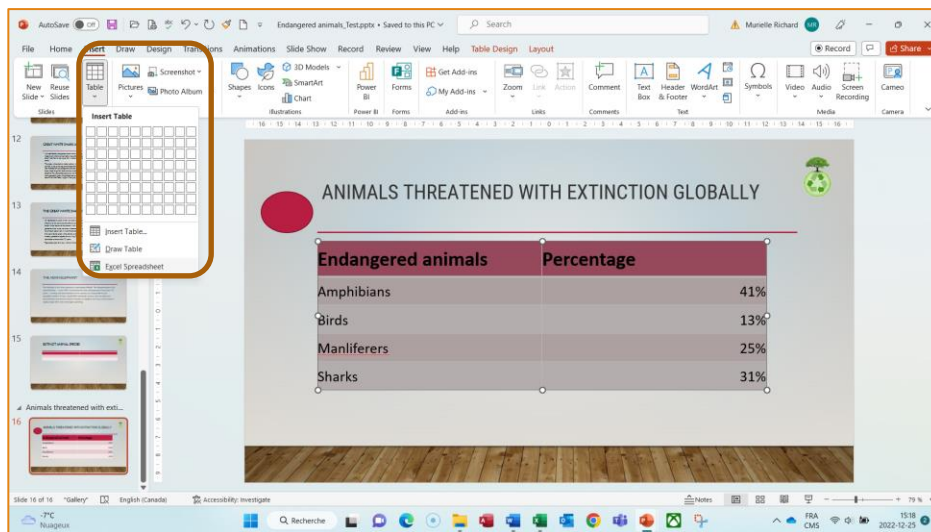 AutoSave Off Endangered animals_Test.pptx • Saved to this PC Search Murielle Richard MR
File Home Insert Draw Design Transitions Animations Slide Show Record Review View Help Table Design Layout Record Share
New Slide Reuse Slides Table Pictures Screenshot Photo Album Shapes Icons 3D Models SmartArt Chart Power BI Forms Get Add-ins My Add-ins Zoom Link Action Comment Text Box Header & Footer WordArt Symbols Video Audio Screen Recording Cameo
Slides Illustrations Power BI Forms Add-ins Links Comments Text Media Camera
Insert Table
Insert Table...
Draw Table
Excel Spreadsheet
12
13
14
15
Animals threatened with exti...
16
ANIMALS THREATENED WITH EXTINCTION GLOBALLY
Endangered animals Percentage
Amphibians 41%
Birds 13%
Manliferers 25%
Sharks 31%
Slide 16 of 16 "Gallery" English (Canada) Accessibility: Investigate Notes 79 %
-7°C
Nuageux
Recherche
FRA
CMS
15:18
2022-12-25